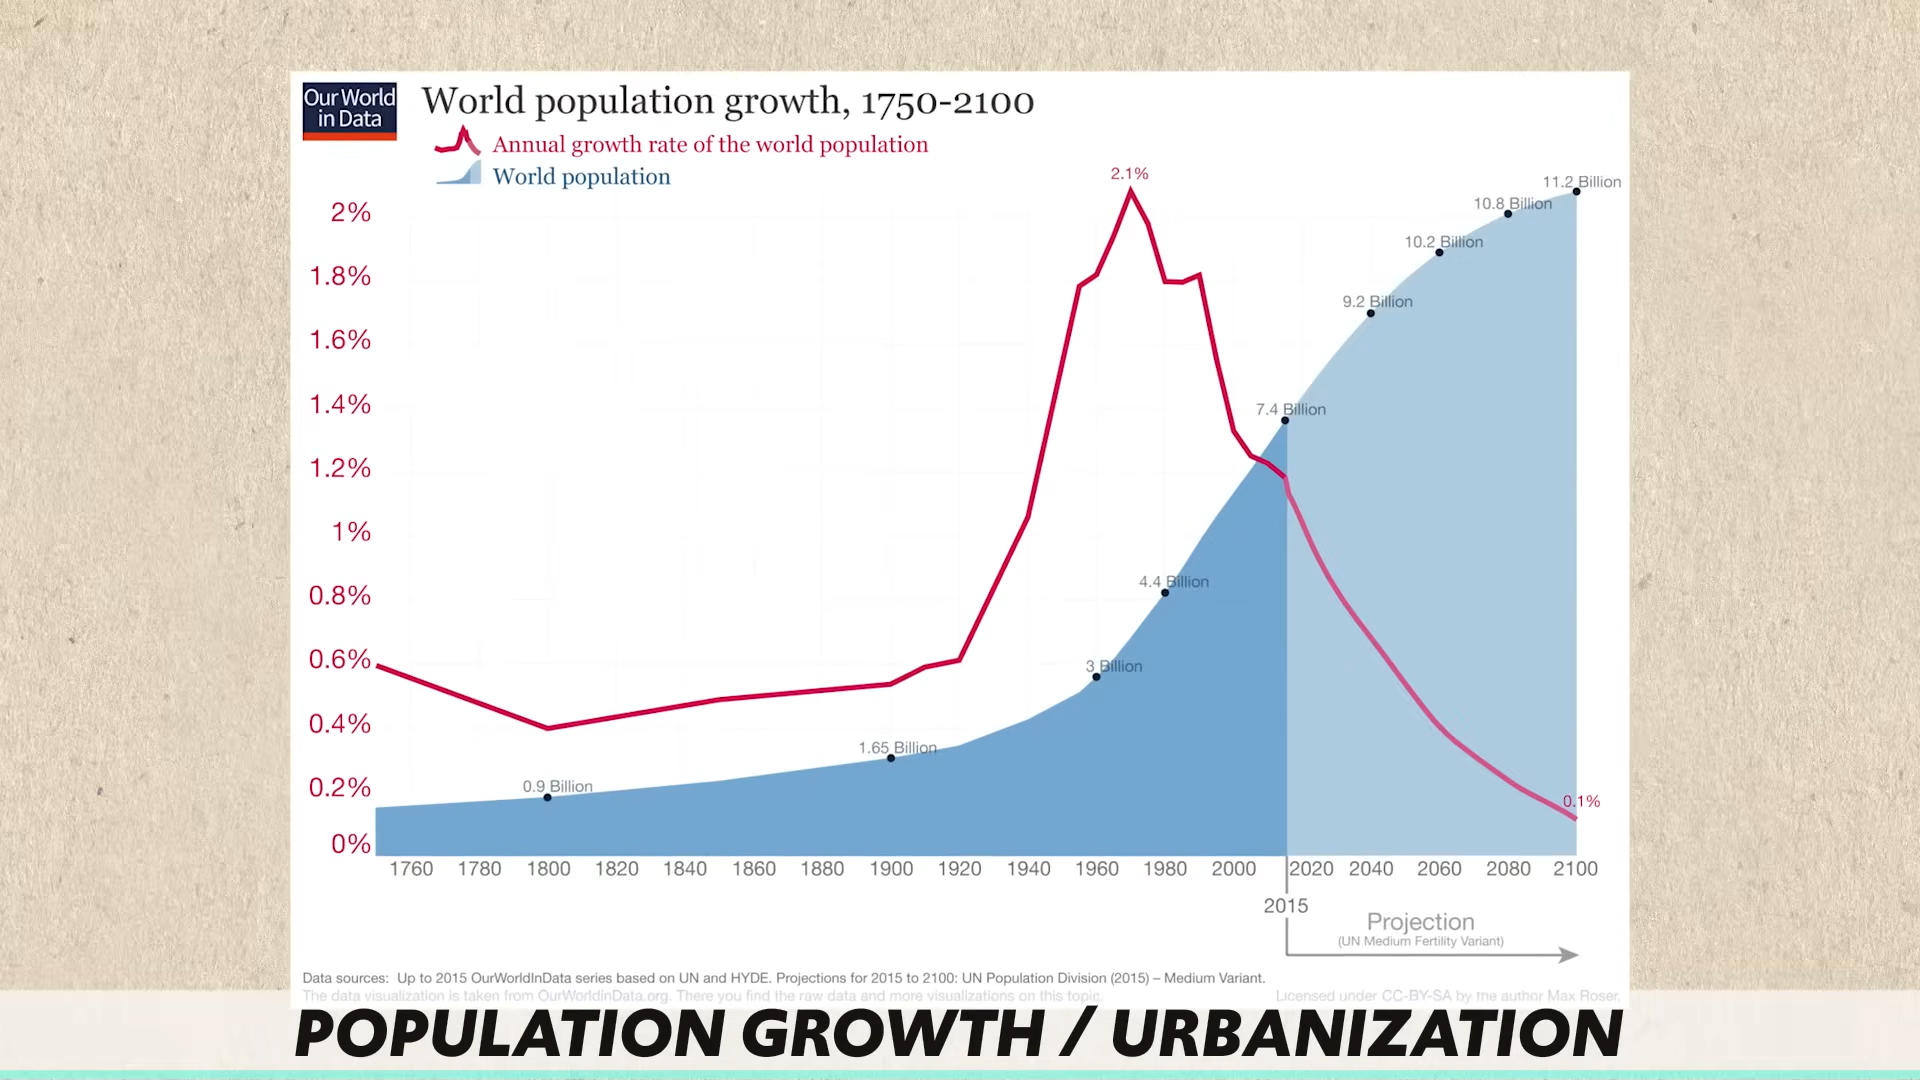 Our World
in Data
World population growth, 1750-2100
Annual growth rate of the world population
World population
2.1%
11.2 Billion
10.8 Billion
10.2 Billion
9.2 Billion
7.4 Billion
4.4 Billion
3 Billion
1.65 Billion
0.9 Billion
0.1%
2%
1.8%
1.6%
1.4%
1.2%
1%
0.8%
0.6%
0.4%
0.2%
0%
1760 1780 1800 1820 1840 1860 1880 1900 1920 1940 1960 1980 2000 2020 2040 2060 2080 2100
2015
Projection
(UN Medium Fertility Variant)
Data sources: Up to 2015 OurWorldInData series based on UN and HYDE. Projections for 2015 to 2100: UN Population Division (2015) – Medium Variant.
The data visualization is taken from OurWorldinData.org. There you find the raw data and more visualizations on this topic.
Licensed under CC-BY-SA by the author Max Roser.
POPULATION GROWTH / URBANIZATION